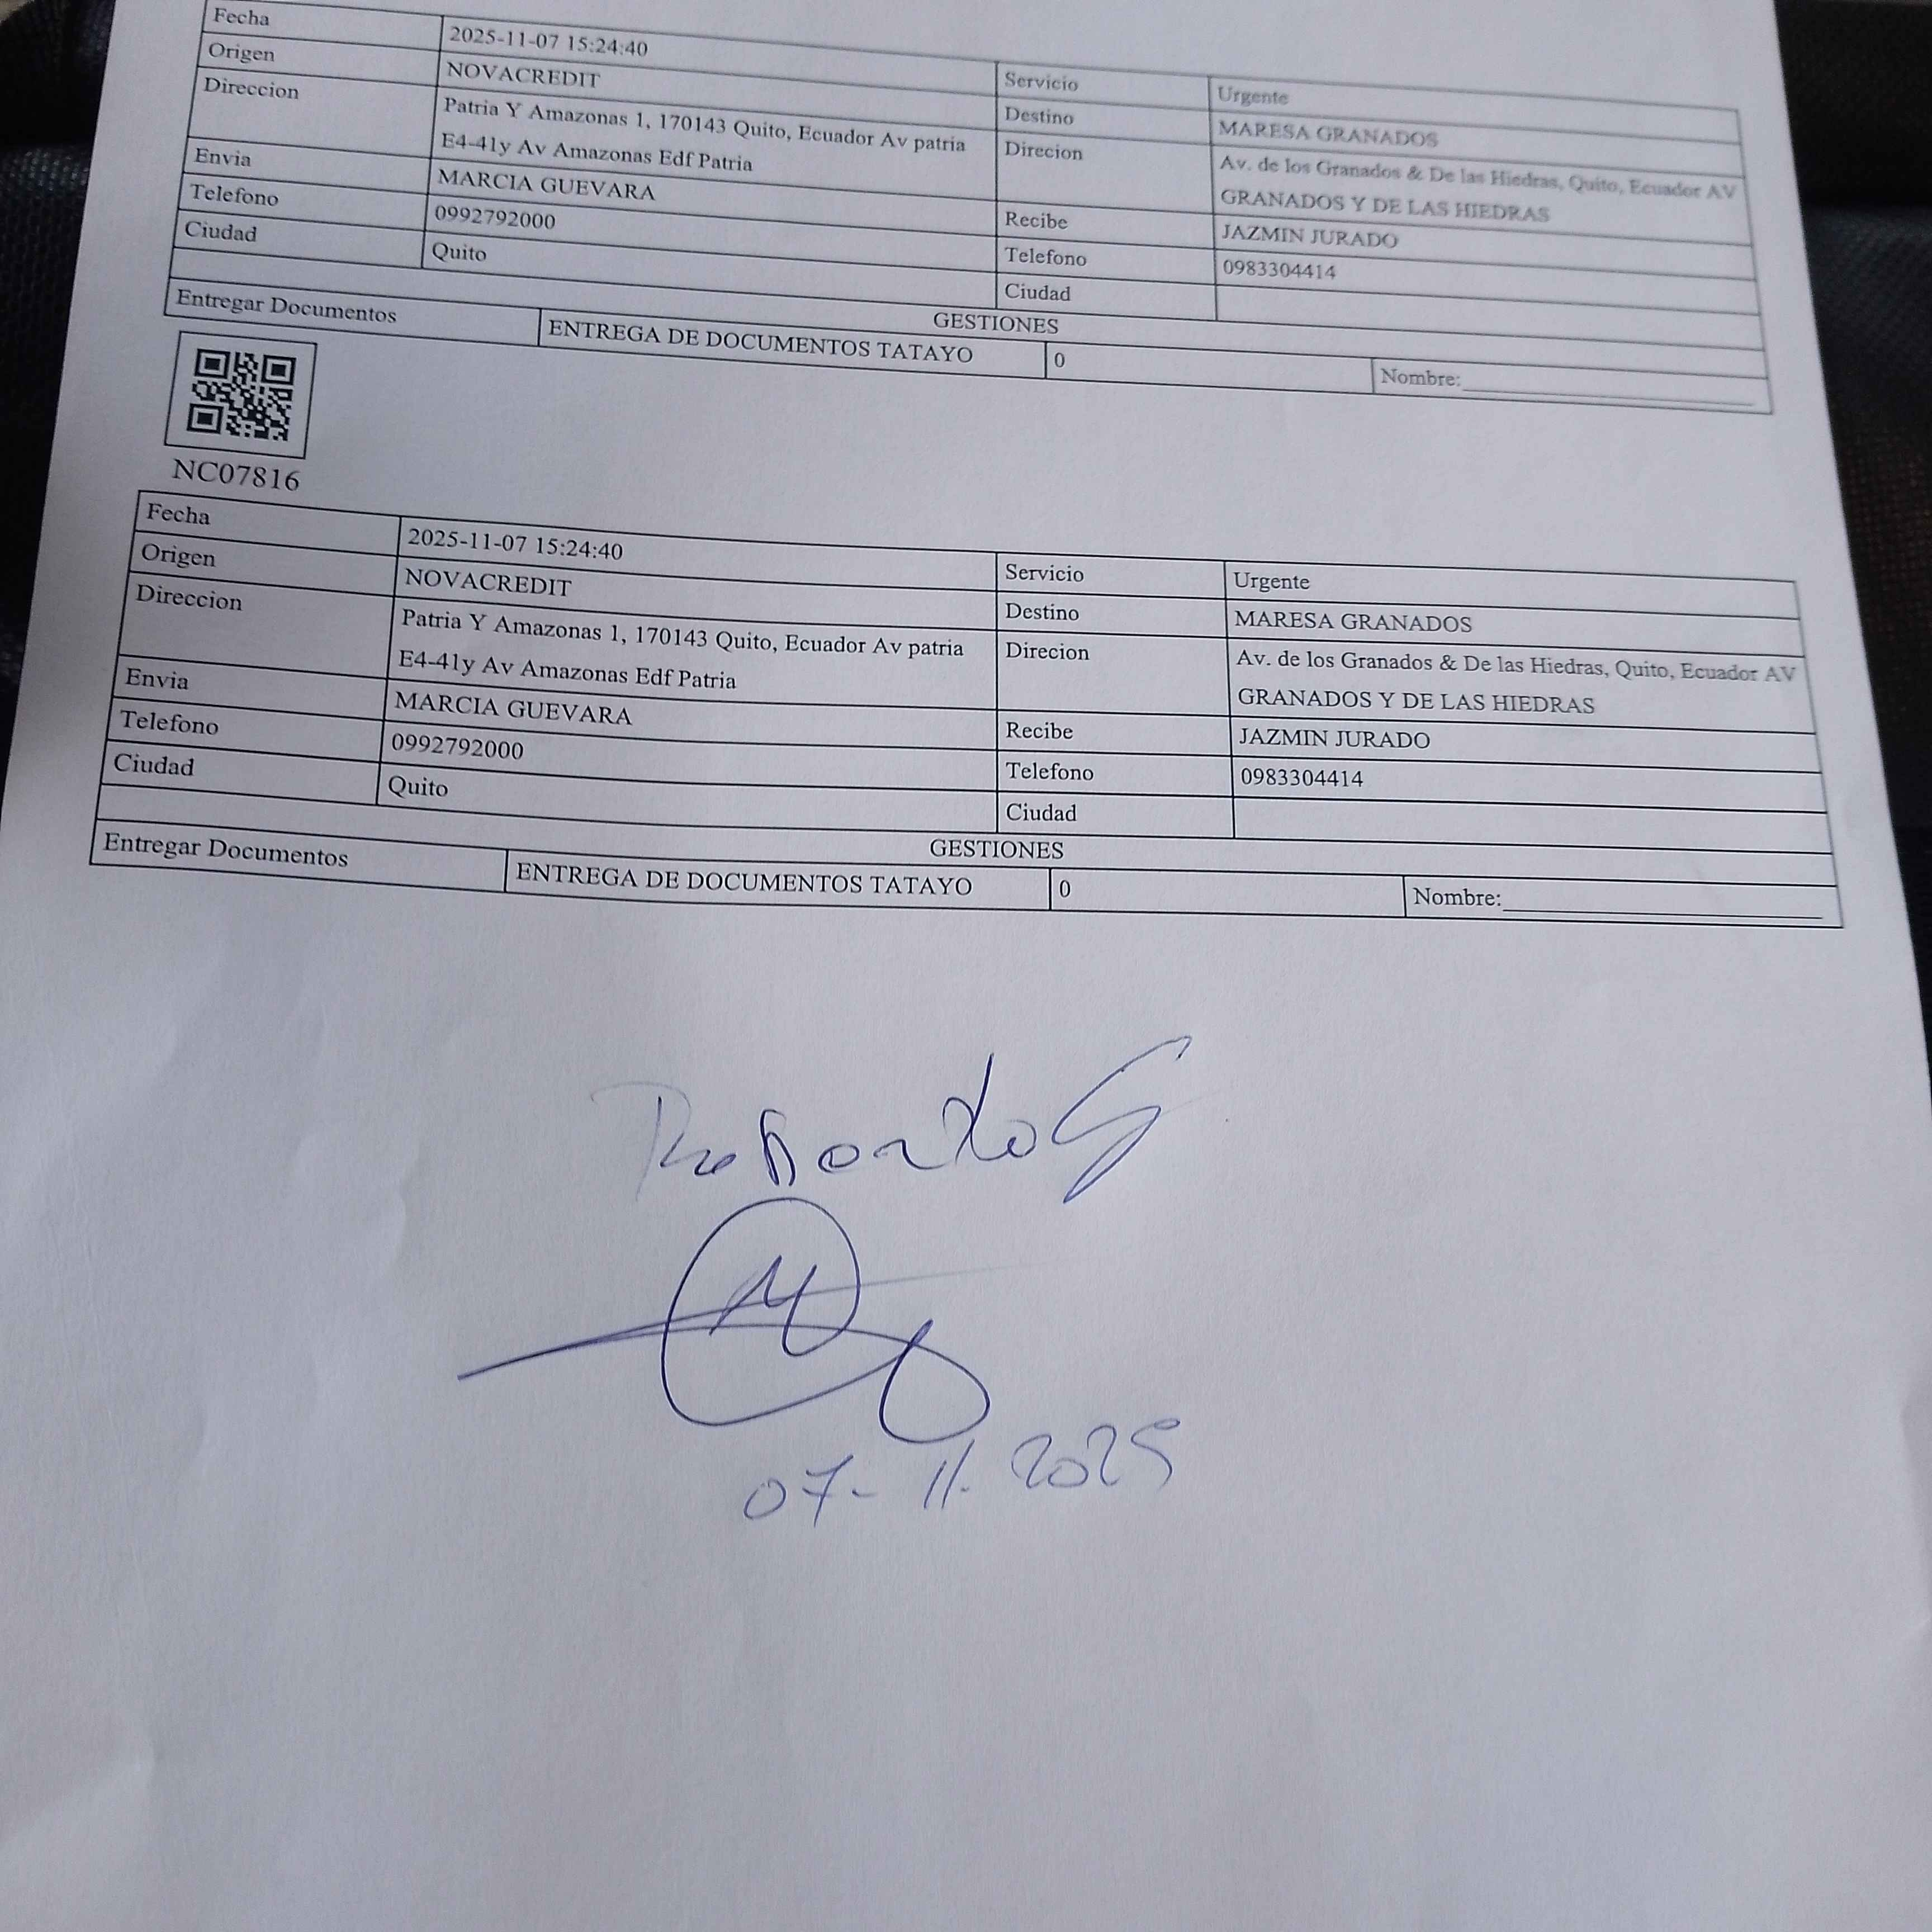 Fecha 2025-11-07 15:24:40 Servicio Urgente
Origen NOVACREDIT Destino MARESA GRANADOS
Direccion Patria Y Amazonas 1, 170143 Quito, Ecuador Av patria Direcion Av. de los Granados & De las Hiedras, Quito, Ecuador AV
E4-41y Av Amazonas Edf Patria GRANADOS Y DE LAS HIEDRAS
Envia MARCIA GUEVARA Recibe JAZMIN JURADO
Telefono 0992792000 Telefono 0983304414
Ciudad Quito Ciudad
GESTIONES
Entregar Documentos ENTREGA DE DOCUMENTOS TATAYO 0 Nombre:
NC07816
Fecha 2025-11-07 15:24:40 Servicio Urgente
Origen NOVACREDIT Destino MARESA GRANADOS
Direccion Patria Y Amazonas 1, 170143 Quito, Ecuador Av patria Direcion Av. de los Granados & De las Hiedras, Quito, Ecuador AV
E4-41y Av Amazonas Edf Patria GRANADOS Y DE LAS HIEDRAS
Envia MARCIA GUEVARA Recibe JAZMIN JURADO
Telefono 0992792000 Telefono 0983304414
Ciudad Quito Ciudad
GESTIONES
Entregar Documentos ENTREGA DE DOCUMENTOS TATAYO 0 Nombre:
07-11.2025